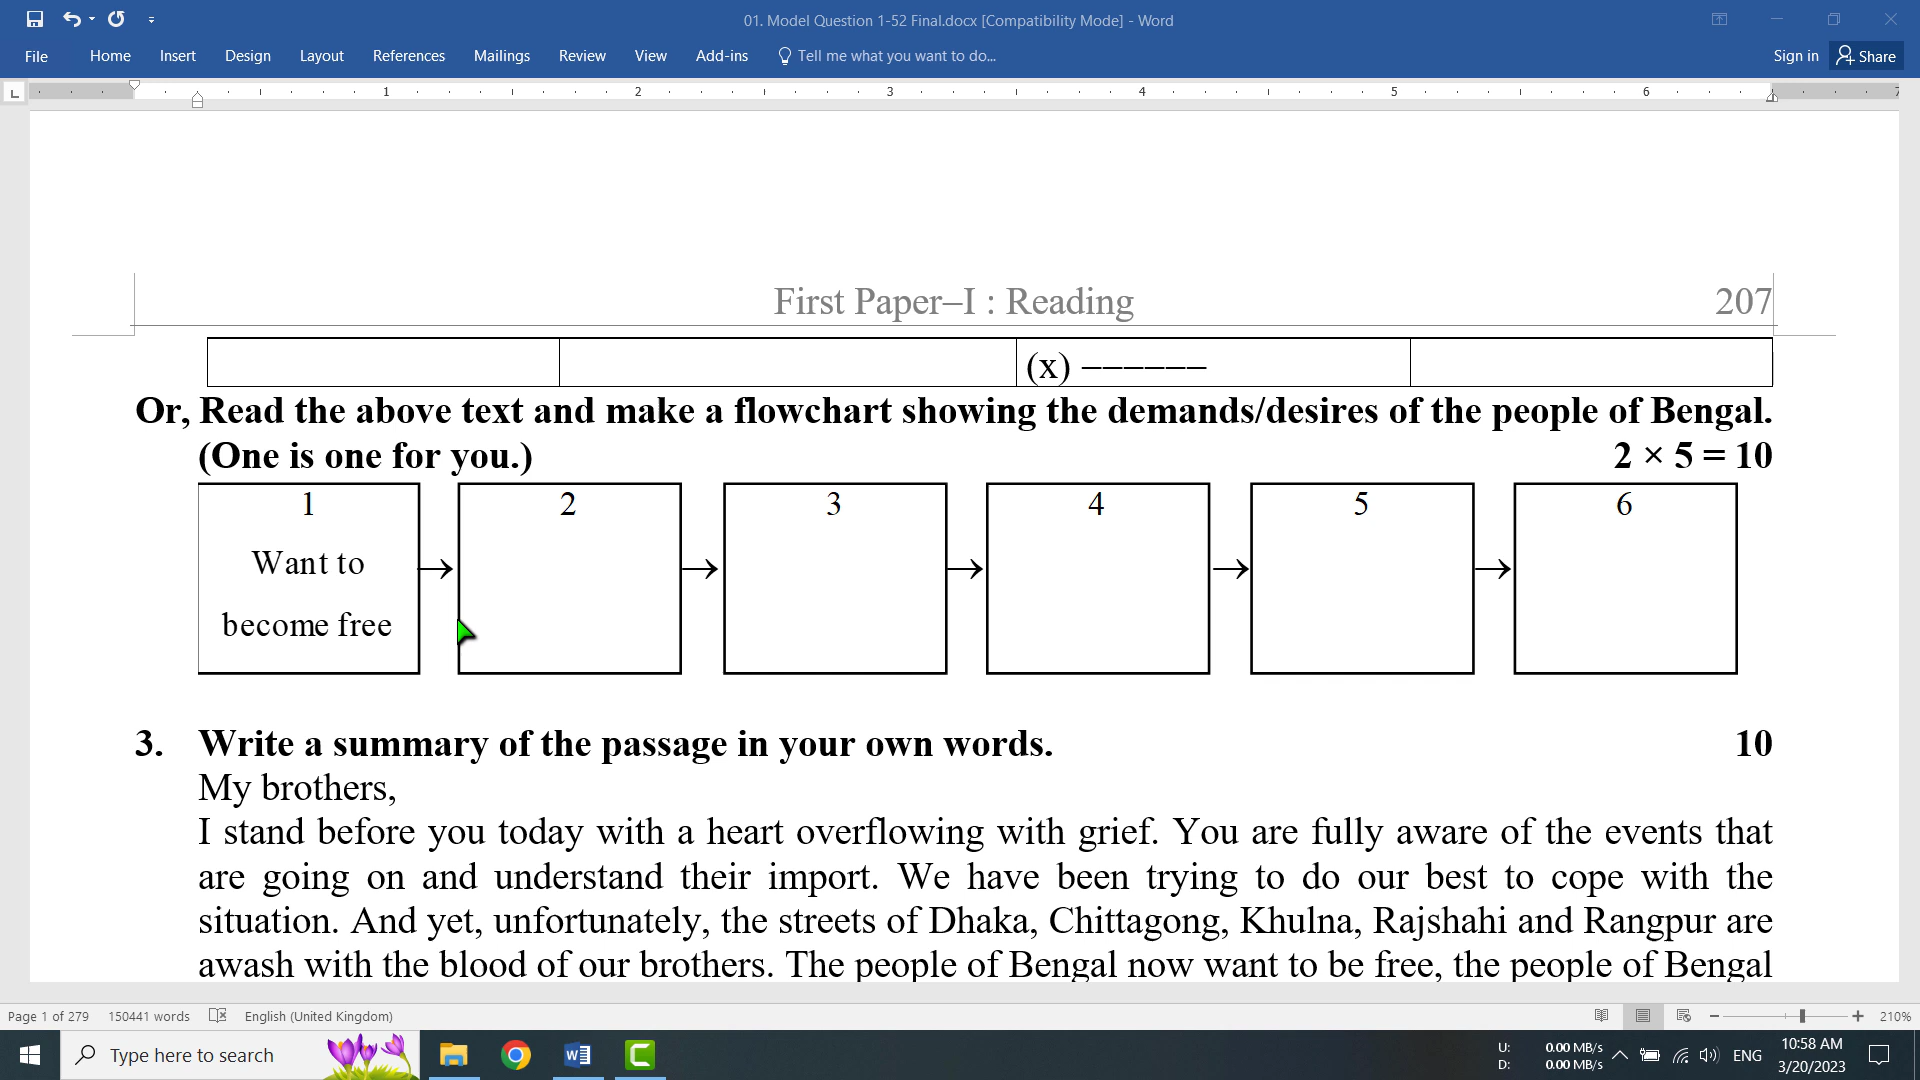 01. Model Question 1-52 Final.docx [Compatibility Mode] - Word
File Home Insert Design Layout References Mailings Review View Add-ins Tell me what you want to do... Sign in Share
L 1 2 3 4 5 6 7
First Paper–I : Reading 207
(x) ––––––
Or, Read the above text and make a flowchart showing the demands/desires of the people of Bengal.
(One is one for you.) 2 × 5 = 10
1 2 3 4 5 6
Want to
become free
→ → → → →
3. Write a summary of the passage in your own words. 10
My brothers,
I stand before you today with a heart overflowing with grief. You are fully aware of the events that
are going on and understand their import. We have been trying to do our best to cope with the
situation. And yet, unfortunately, the streets of Dhaka, Chittagong, Khulna, Rajshahi and Rangpur are
awash with the blood of our brothers. The people of Bengal now want to be free, the people of Bengal
Page 1 of 279 150441 words English (United Kingdom) 210%
Type here to search U: 0.00 MB/s ENG 10:58 AM
D: 0.00 MB/s 3/20/2023